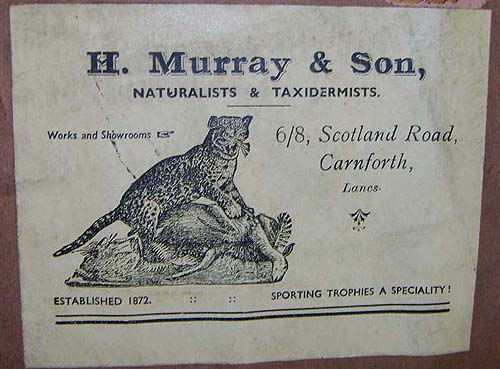 H. Murray & Son,
NATURALISTS & TAXIDERMISTS.
Works and Showrooms ☞
6/8, Scotland Road,
Carnforth,
Lancs.
ESTABLISHED 1872. :: :: SPORTING TROPHIES A SPECIALITY!